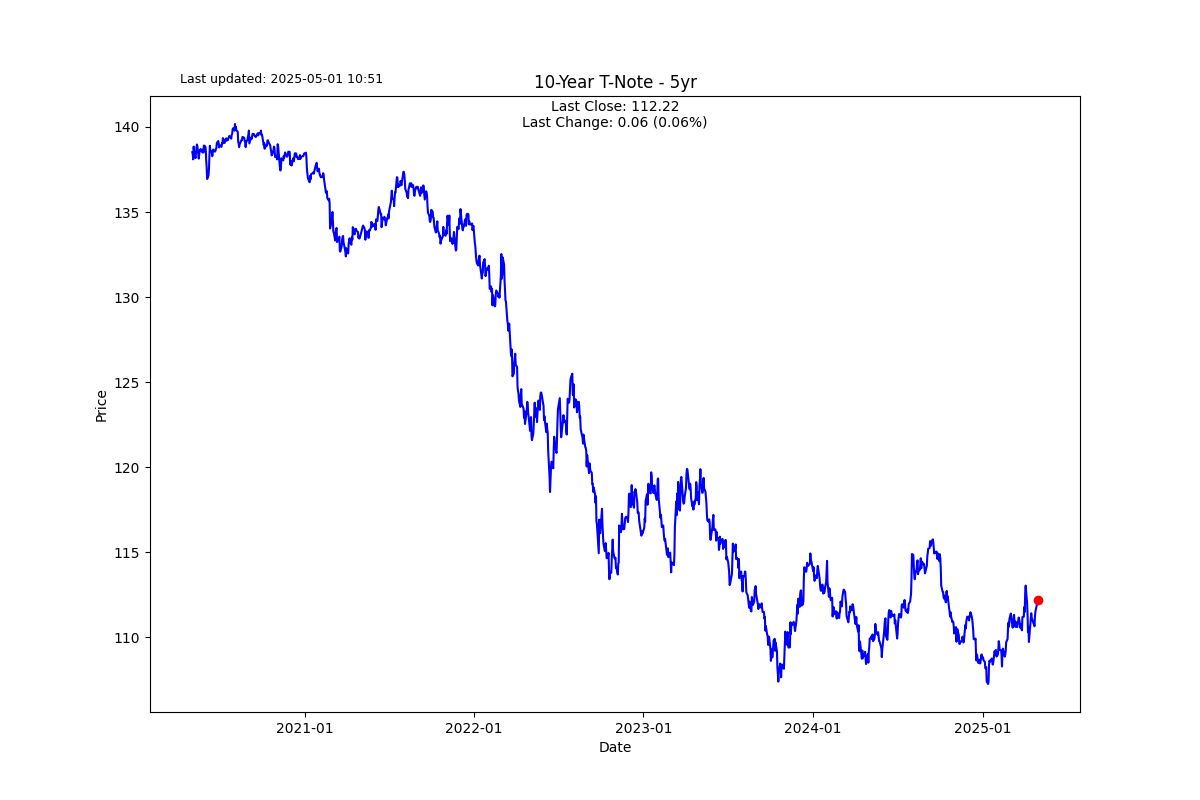 Last updated: 2025-05-01 10:51
10-Year T-Note - 5yr
Last Close: 112.22
Last Change: 0.06 (0.06%)
140
135
130
125
120
115
110
Price
2021-01
2022-01
2023-01
2024-01
2025-01
Date